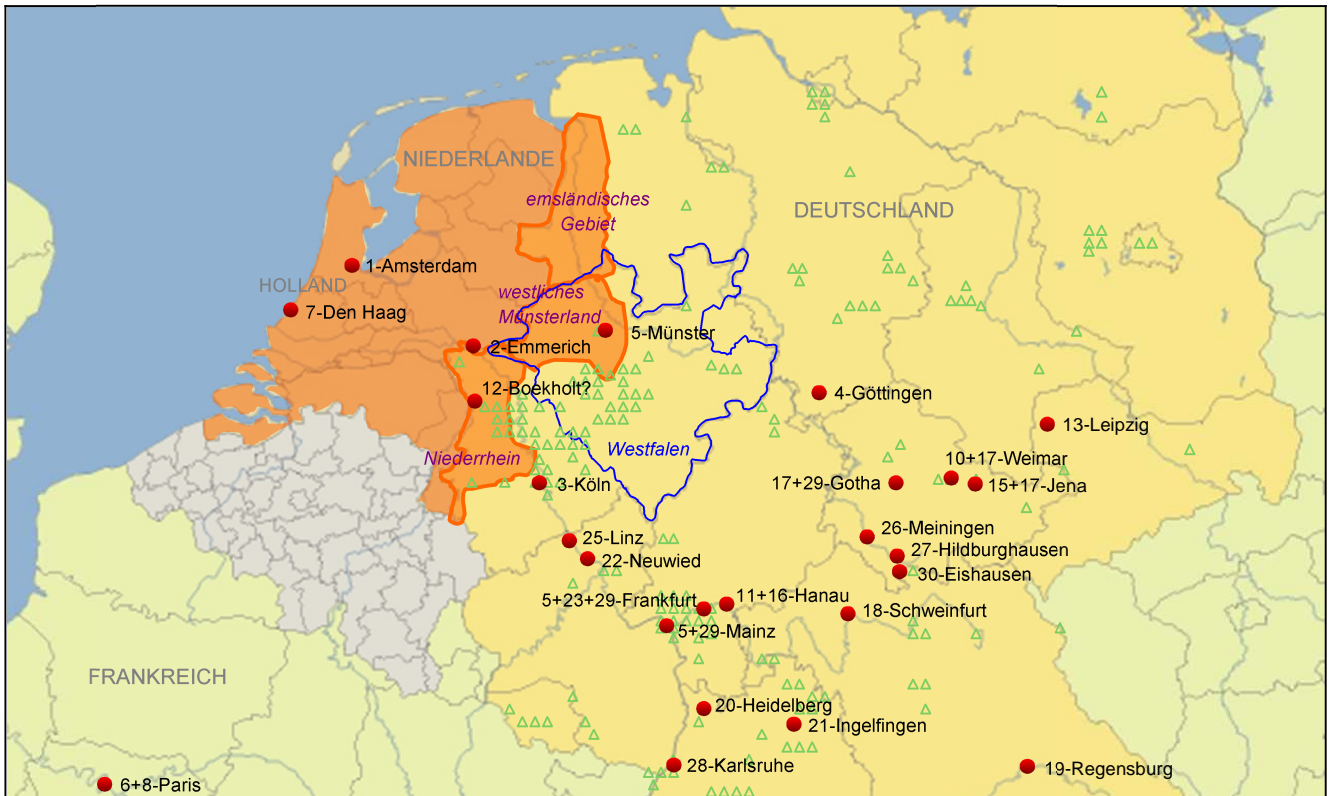 NIEDERLANDE
emsländisches
Gebiet
DEUTSCHLAND
1-Amsterdam
HOLLAND
westliches
Münsterland
7-Den Haag
5-Münster
2-Emmerich
12-Boekholt?
4-Göttingen
13-Leipzig
Westfalen
Niederrhein
10+17-Weimar
3-Köln
17+29-Gotha
15+17-Jena
26-Meiningen
25-Linz
27-Hildburghausen
22-Neuwied
30-Eishausen
5+23+29-Frankfurt
11+16-Hanau
18-Schweinfurt
5+29-Mainz
FRANKREICH
20-Heidelberg
21-Ingelfingen
28-Karlsruhe
19-Regensburg
6+8-Paris